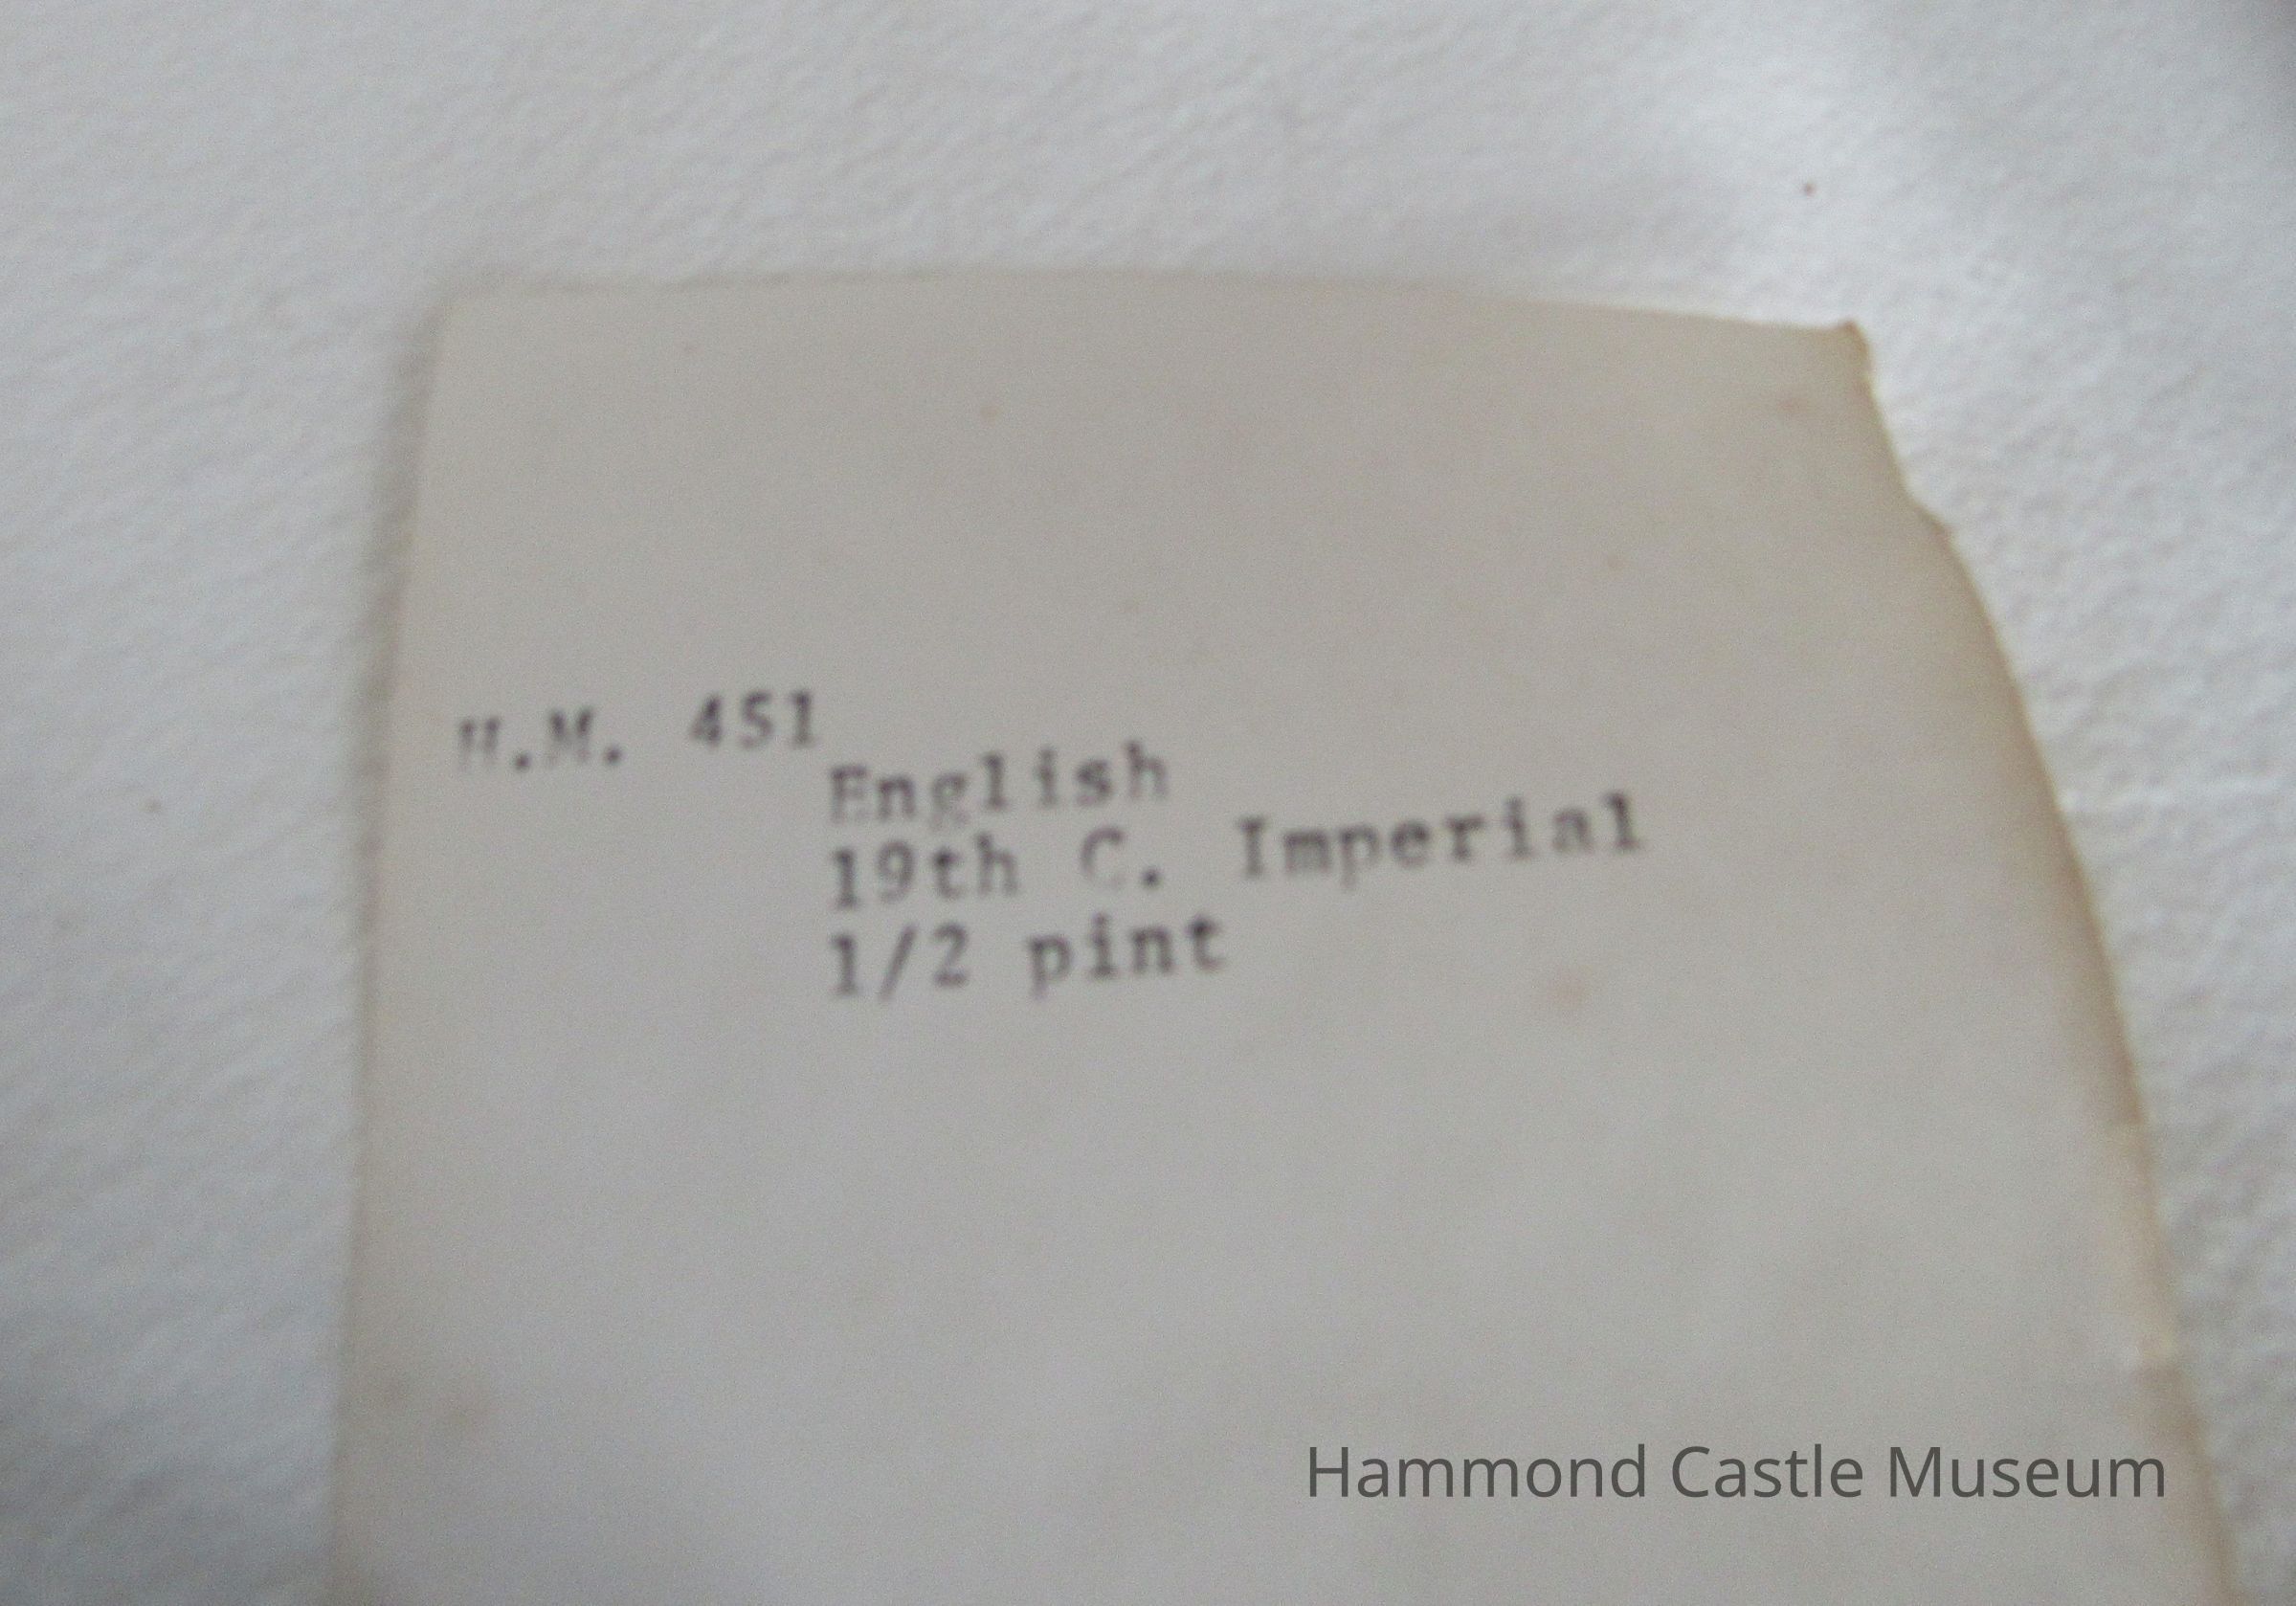 H.M. 451
English
19th C. Imperial
1/2 pint
Hammond Castle Museum